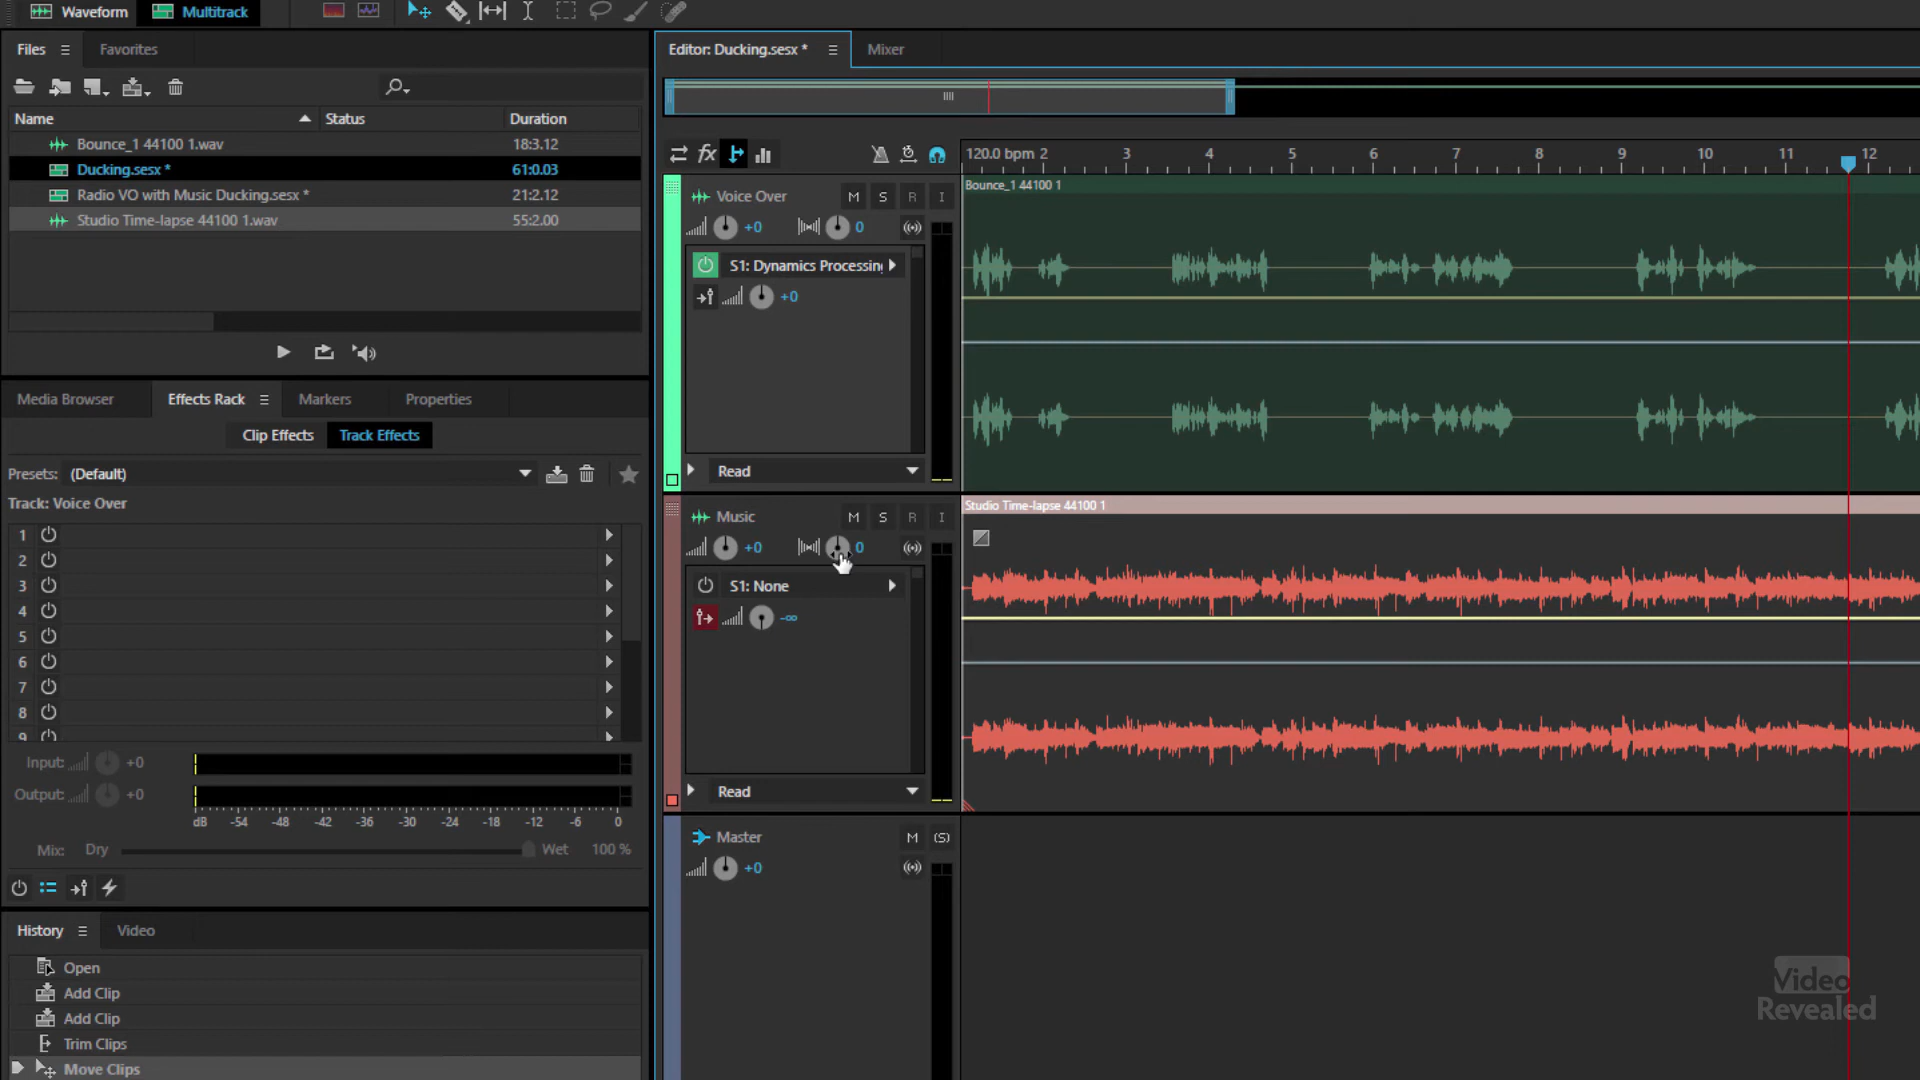 Waveform Multitrack
Files Favorites
Name Status Duration
Bounce_1 44100 1.wav 18:3.12
Ducking.sesx * 61:0.03
Radio VO with Music Ducking.sesx * 21:2.12
Studio Time-lapse 44100 1.wav 55:2.00
Media Browser Effects Rack Markers Properties
Clip Effects Track Effects
Presets: (Default)
Track: Voice Over
1
2
3
4
5
6
7
8
9
Input: +0
Output: +0
dB -54 -48 -42 -36 -30 -24 -18 -12 -6 0
Mix: Dry Wet 100 %
History Video
Open
Add Clip
Add Clip
Trim Clips
Move Clips
Editor: Ducking.sesx * Mixer
fx 120.0 bpm 2 3 4 5 6 7 8 9 10 11 12
Voice Over M S R I
+0 0
S1: Dynamics Processing
+0
Read
Bounce_1 44100 1
Music M S R I
+0 0
S1: None
-∞
Read
Studio Time-lapse 44100 1
Master M (S)
+0
Video
Revealed